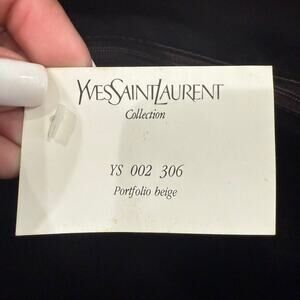 YVESSAINTLAURENT
Collection
YS 002 306
Portfolio beige